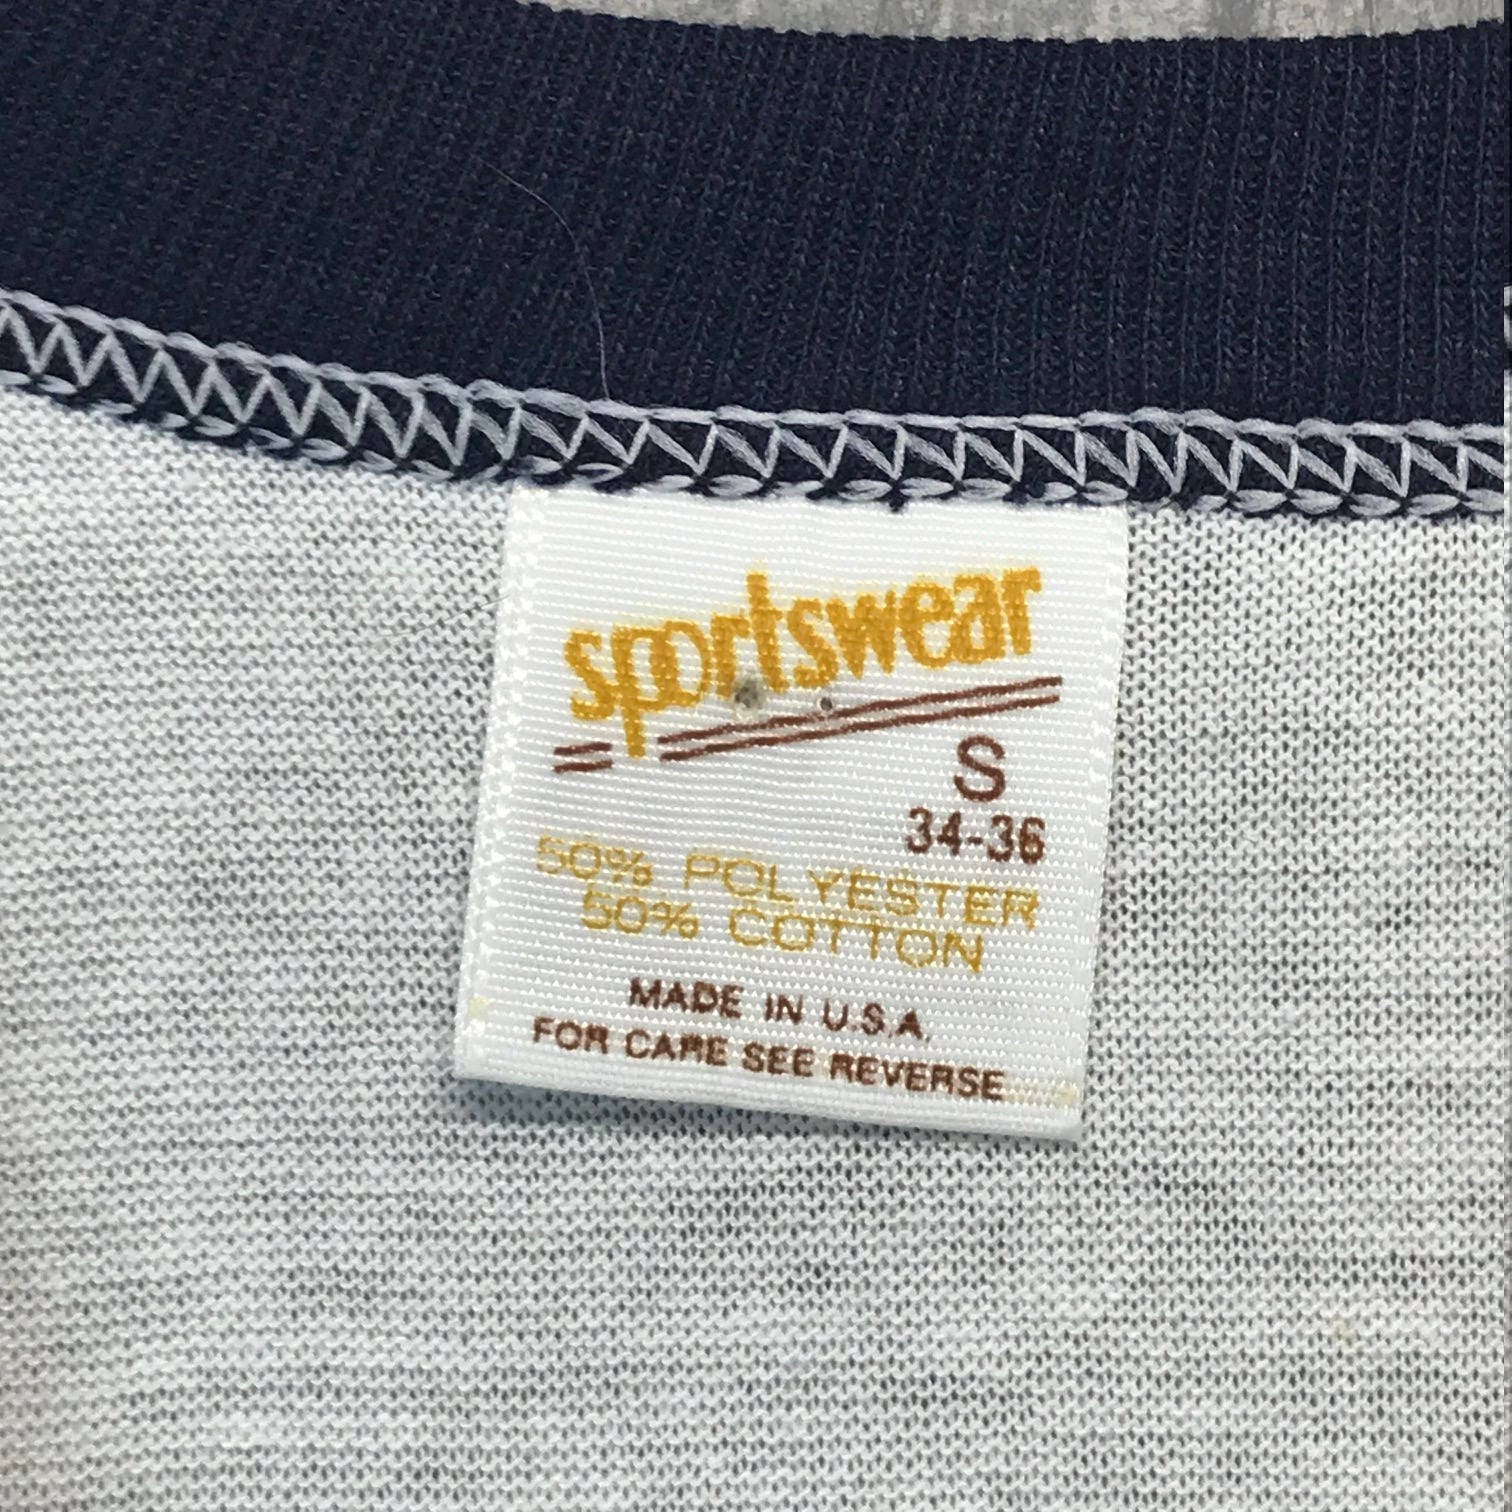 sportswear
S
34-36
50% POLYESTER
50% COTTON
MADE IN U.S.A.
FOR CARE SEE REVERSE